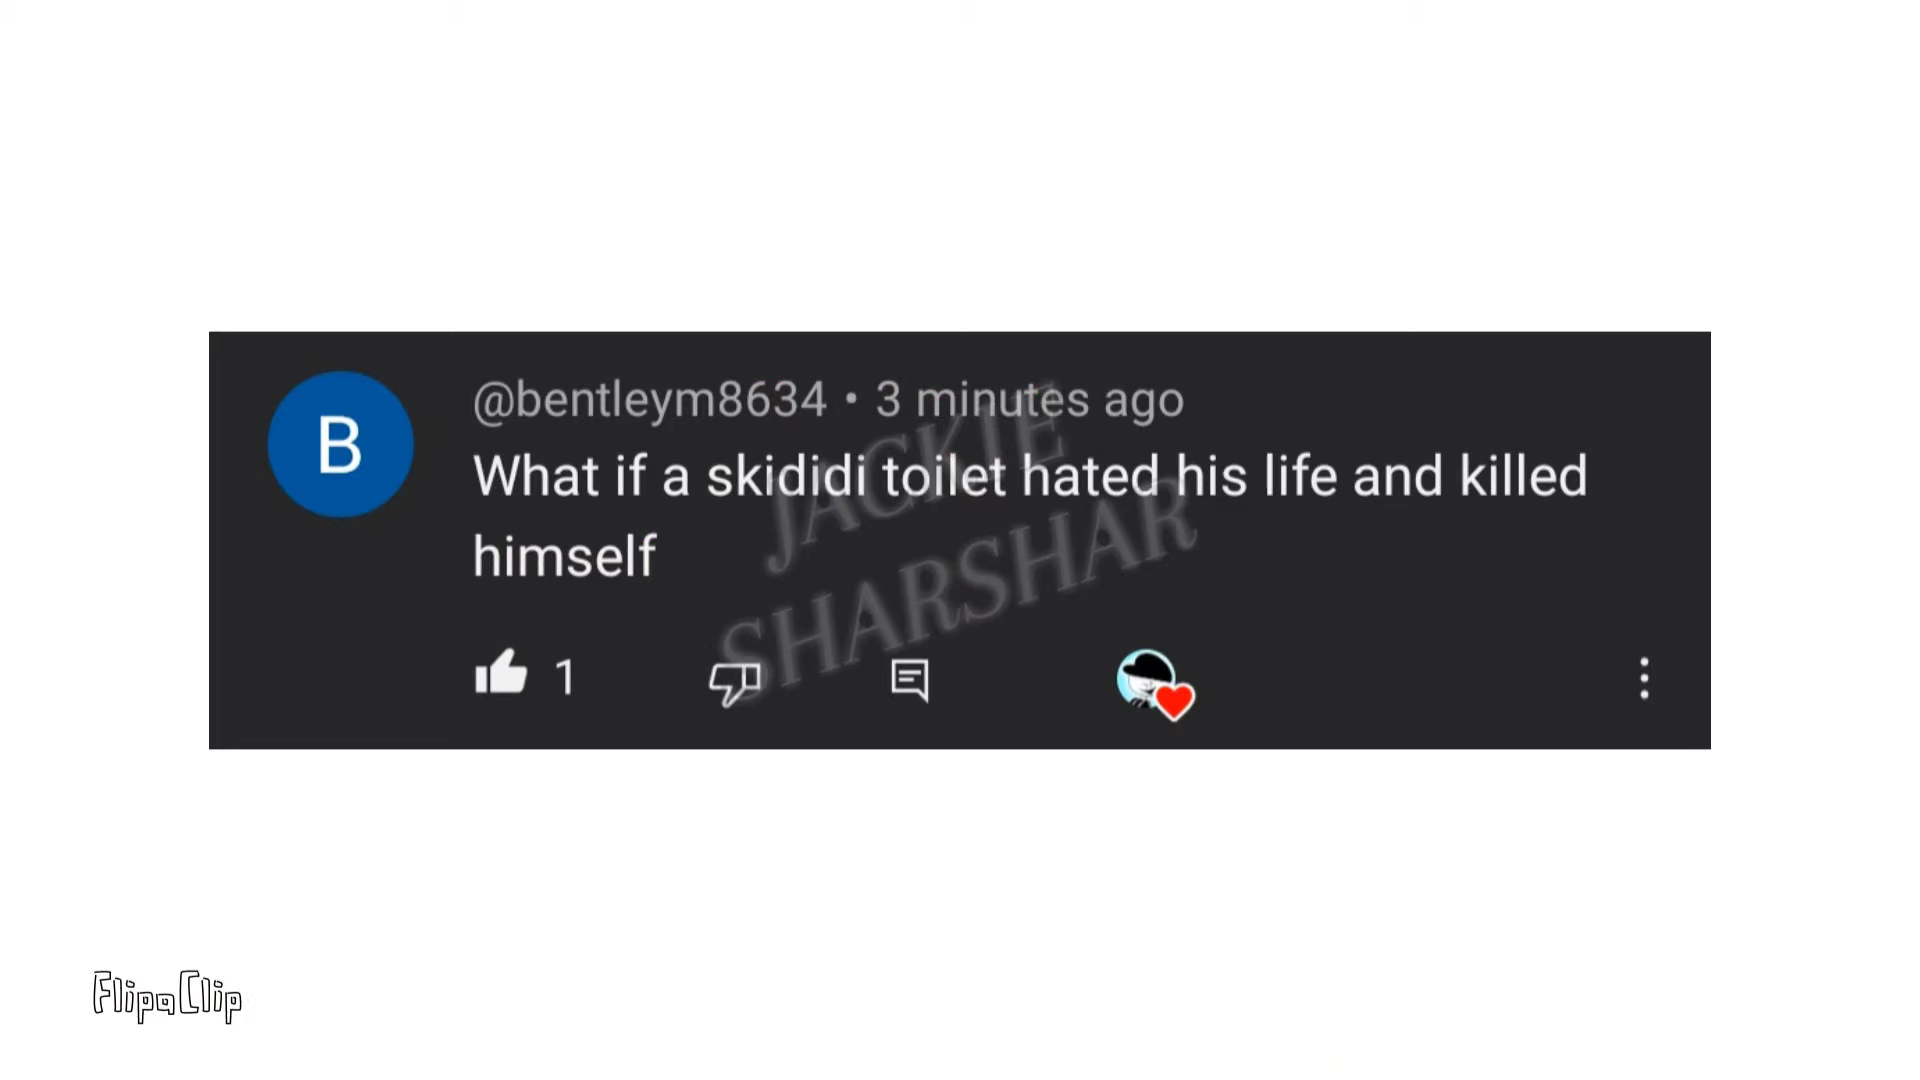 @bentleym8634 • 3 minutes ago
What if a skididi toilet hated his life and killed
himself
JACKIE
SHARSHAR
1
FlipaClip
B